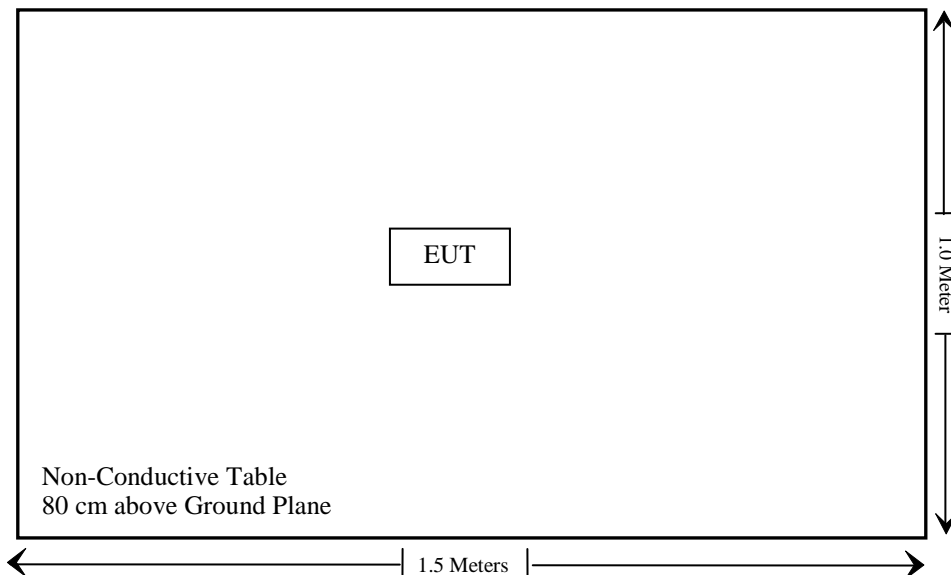 EUT
1.0 Meter
Non-Conductive Table
80 cm above Ground Plane
1.5 Meters